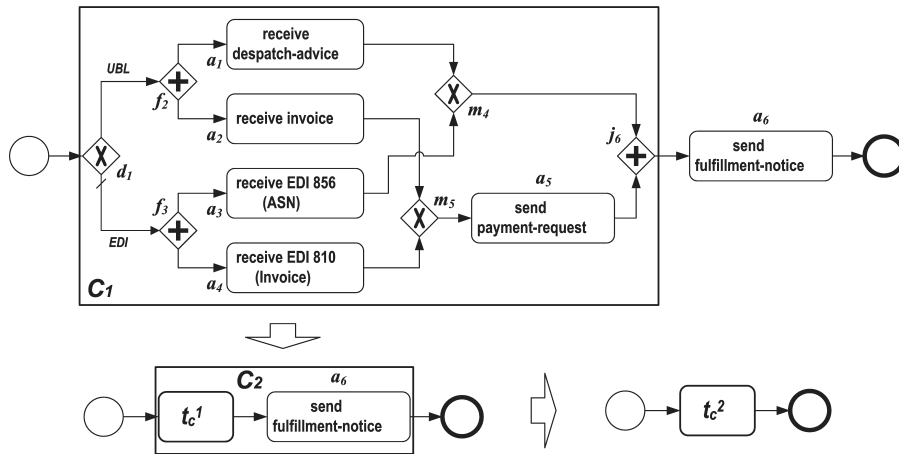 receive
despatch-advice
a1
UBL
f2
m4
receive invoice
a2
j6
a6
send
fulfillment-notice
d1
receive EDI 856
(ASN)
a3
f3
m5
a5
send
payment-request
EDI
receive EDI 810
(Invoice)
a4
C1
C2
a6
tc1
send
fulfillment-notice
tc2